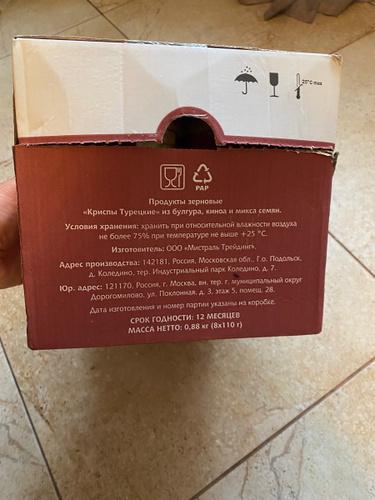 25°C max
PAP
Продукты зерновые
«Криспы Турецкие» из булгура, киноа и микса семян.
Условия хранения: хранить при относительной влажности воздуха
не более 75% при температуре не выше +25 °С.
Изготовитель: ООО «Мистраль Трейдинг».
Адрес производства: 142181, Россия, Московская обл., Г.о. Подольск,
д. Коледино, тер. Индустриальный парк Коледино, д. 7.
Юр. адрес: 121170, Россия, г. Москва, вн. тер. г. муниципальный округ
Дорогомилово, ул. Поклонная, д. 3, этаж 5, помещ. 28.
Дата изготовления и номер партии указаны на коробке.
СРОК ГОДНОСТИ: 12 МЕСЯЦЕВ
МАССА НЕТТО: 0,88 кг (8х110 г)